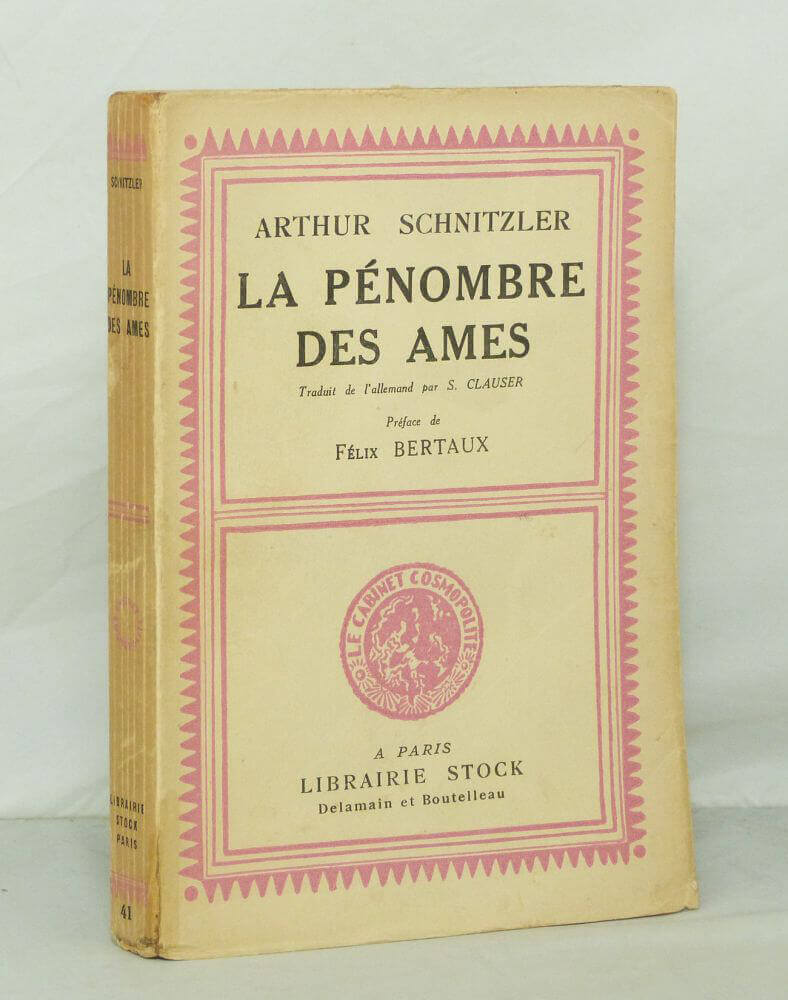 SCHNITZLER
LA
PÉNOMBRE
DES AMES
LIBRAIRIE
STOCK
PARIS
41
ARTHUR SCHNITZLER
LA PÉNOMBRE
DES AMES
Traduit de l'allemand par S. CLAUSER
Préface de
FÉLIX BERTAUX
LE CABINET COSMOPOLITE
A PARIS
LIBRAIRIE STOCK
Delamain et Boutelleau